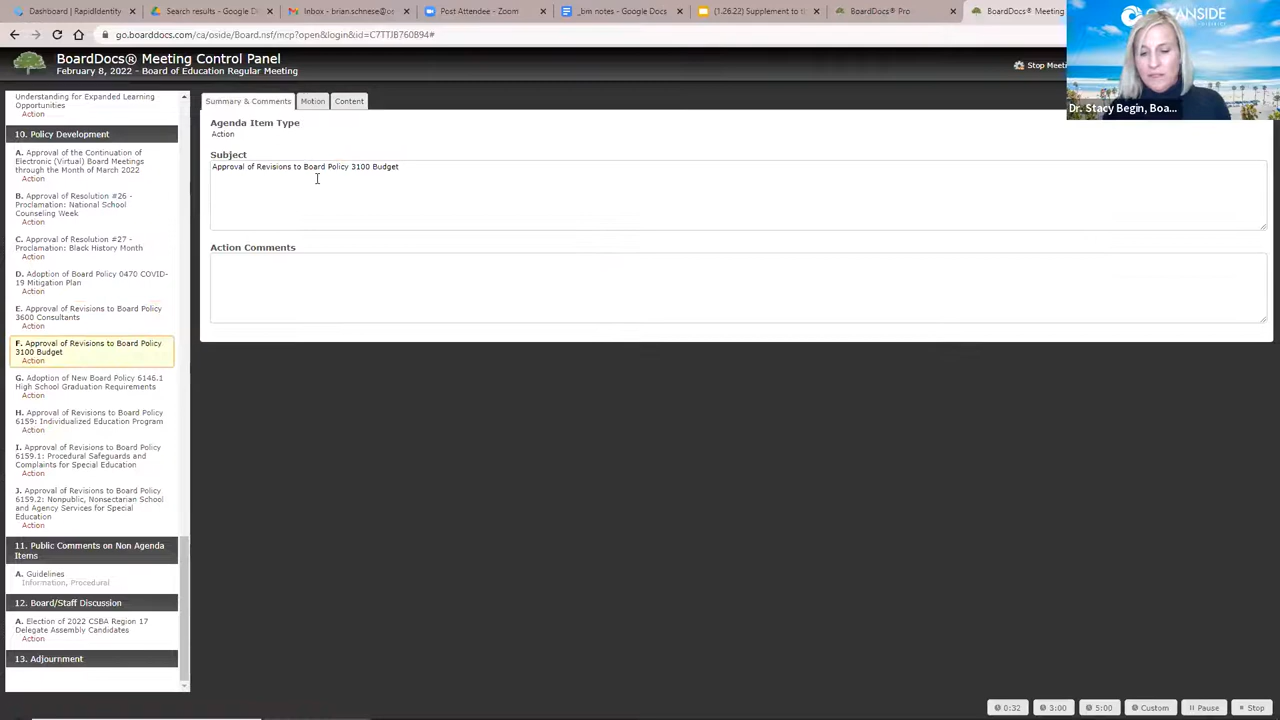 Dashboard | RapidIdentity
Search results - Google D
Inbox - brian.schnese@o
Post Attendee - Zoom
_bim notes - Google Docs
(1.26.22) Supplement to t
BoardDocs® Pro
BoardDocs® Meeting
go.boarddocs.com/ca/oside/Board.nsf/mcp?open&login&id=C7TTJB760B94#
BoardDocs® Meeting Control Panel
February 8, 2022 - Board of Education Regular Meeting
Stop Meeti
OCEANSIDE
Dr. Stacy Begin, Boa...
Understanding for Expanded Learning
Opportunities
Action
10. Policy Development
A. Approval of the Continuation of
Electronic (Virtual) Board Meetings
through the Month of March 2022
Action
B. Approval of Resolution #26 -
Proclamation: National School
Counseling Week
Action
C. Approval of Resolution #27 -
Proclamation: Black History Month
Action
D. Adoption of Board Policy 0470 COVID-
19 Mitigation Plan
Action
E. Approval of Revisions to Board Policy
3600 Consultants
Action
F. Approval of Revisions to Board Policy
3100 Budget
Action
G. Adoption of New Board Policy 6146.1
High School Graduation Requirements
Action
H. Approval of Revisions to Board Policy
6159: Individualized Education Program
Action
I. Approval of Revisions to Board Policy
6159.1: Procedural Safeguards and
Complaints for Special Education
Action
J. Approval of Revisions to Board Policy
6159.2: Nonpublic, Nonsectarian School
and Agency Services for Special
Education
Action
11. Public Comments on Non Agenda
Items
A. Guidelines
Information, Procedural
12. Board/Staff Discussion
A. Election of 2022 CSBA Region 17
Delegate Assembly Candidates
Action
13. Adjournment
Summary & Comments
Motion
Content
Agenda Item Type
Action
Subject
Approval of Revisions to Board Policy 3100 Budget
Action Comments
0:32
3:00
5:00
Custom
Pause
Stop